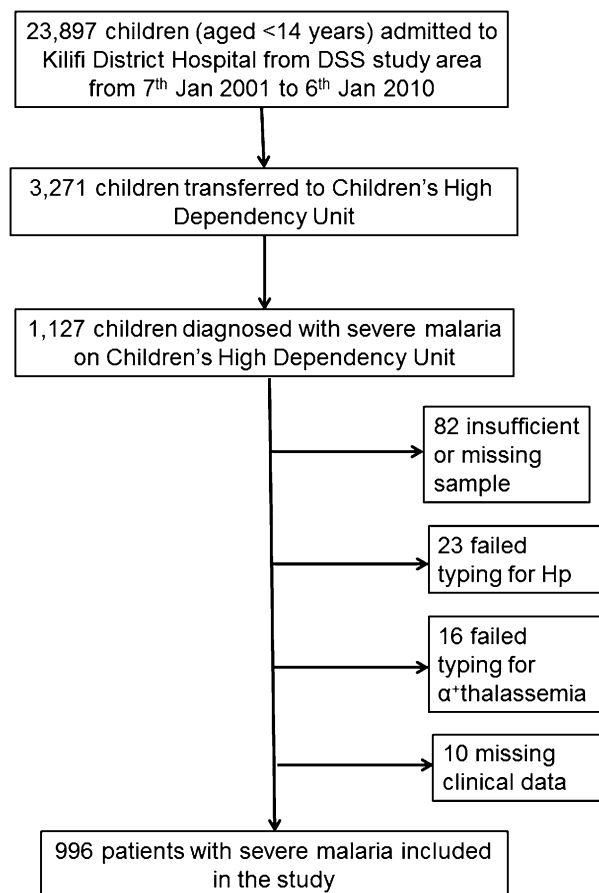 23,897 children (aged <14 years) admitted to
Kilifi District Hospital from DSS study area
from 7th Jan 2001 to 6th Jan 2010
3,271 children transferred to Children’s High
Dependency Unit
1,127 children diagnosed with severe malaria
on Children’s High Dependency Unit
82 insufficient
or missing
sample
23 failed
typing for Hp
16 failed
typing for
α⁺thalassemia
10 missing
clinical data
996 patients with severe malaria included
in the study